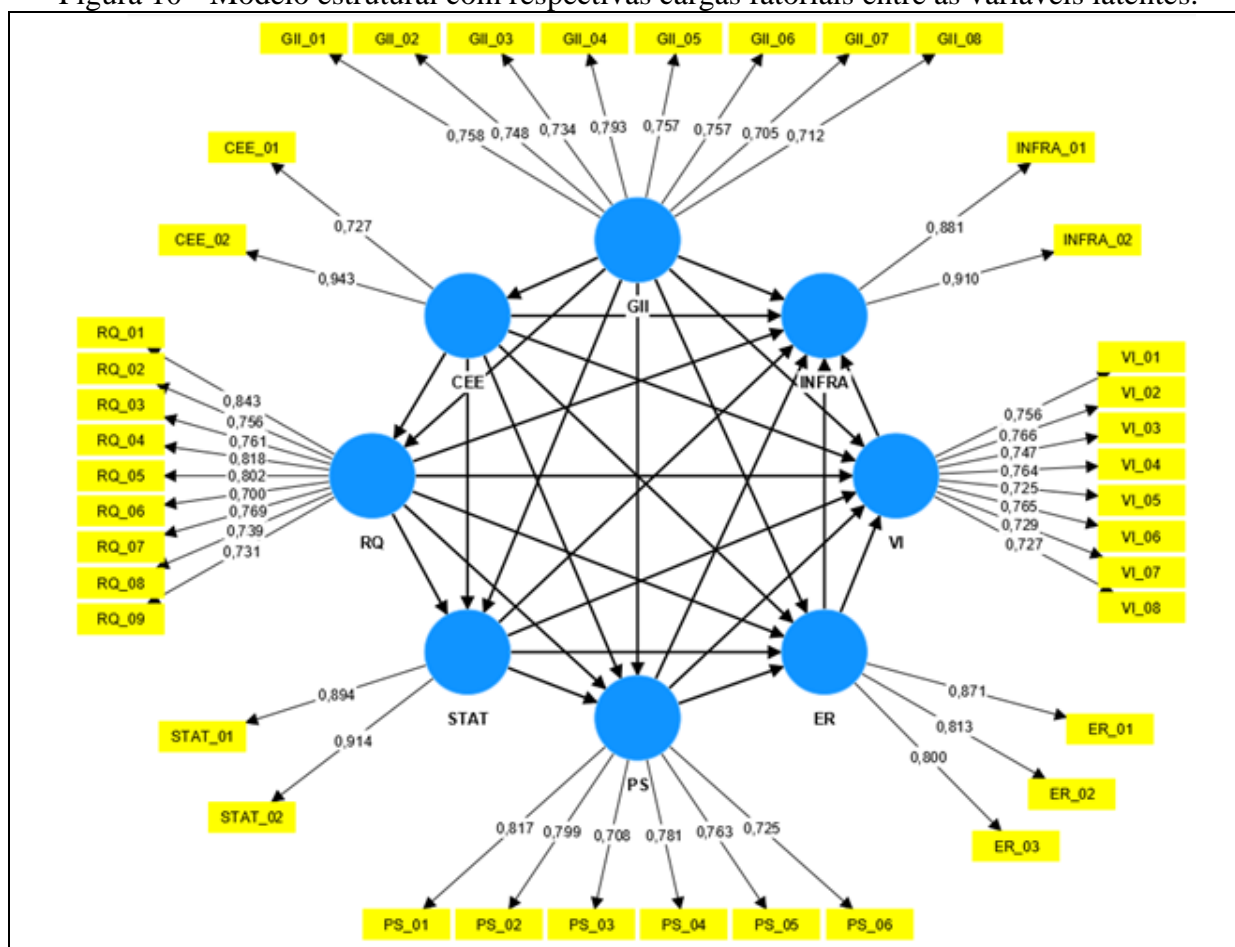 Figura 10 - Modelo estrutural com respectivas cargas fatoriais entre as variáveis latentes.
GII_01 GII_02 GII_03 GII_04 GII_05 GII_06 GII_07 GII_08
0,758 0,748 0,734 0,793 0,757 0,757 0,705 0,712
CEE_01
INFRA_01
0,727
0,881
CEE_02
INFRA_02
0,943
0,910
GII
CEE
INFRA
RQ_01
RQ_02
RQ_03
RQ_04
RQ_05
RQ_06
RQ_07
RQ_08
RQ_09
0,843
0,756
0,761
0,818
0,802
0,700
0,769
0,739
0,731
RQ
VI
0,756
0,766
0,747
0,764
0,725
0,765
0,729
0,727
VI_01
VI_02
VI_03
VI_04
VI_05
VI_06
VI_07
VI_08
STAT
0,894
STAT_01
0,914
STAT_02
PS
0,817 0,799 0,708 0,781 0,763 0,725
PS_01 PS_02 PS_03 PS_04 PS_05 PS_06
ER
0,871
0,813
0,800
ER_01
ER_02
ER_03